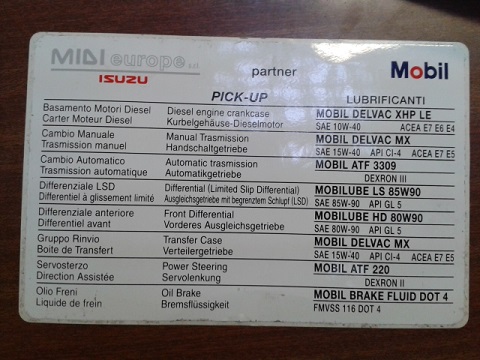 MIDI europe s.r.l.
ISUZU
partner
Mobil
PICK-UP
LUBRIFICANTI
Basamento Motori Diesel
Carter Moteur Diesel
Diesel engine crankcase
Kurbelgehäuse-Dieselmotor
MOBIL DELVAC XHP LE
SAE 10W-40 ACEA E7 E6 E4
Cambio Manuale
Trasmission manuel
Manual Trasmission
Handschaltgetriebe
MOBIL DELVAC MX
SAE 15W-40 API CI-4 ACEA E7 E5
Cambio Automatico
Trasmission automatique
Automatic trasmission
Automatikgetriebe
MOBIL ATF 3309
DEXRON III
Differenziale LSD
Differentiel à glissement limité
Differential (Limited Slip Differential)
Ausgleichsgetriebe mit begrenztem Schlupf (LSD)
MOBILUBE LS 85W90
SAE 85W-90 API GL 5
Differenziale anteriore
Differentiel avant
Front Differential
Vorderes Ausgleichsgetriebe
MOBILUBE HD 80W90
SAE 80W-90 API GL 5
Gruppo Rinvio
Boite de Transfert
Transfer Case
Verteilergetriebe
MOBIL DELVAC MX
SAE 15W-40 API CI-4 ACEA E7 E5
Servosterzo
Direction Assistée
Power Steering
Servolenkung
MOBIL ATF 220
DEXRON II
Olio Freni
Liquide de frein
Oil Brake
Bremsflüssigkeit
MOBIL BRAKE FLUID DOT 4
FMVSS 116 DOT 4